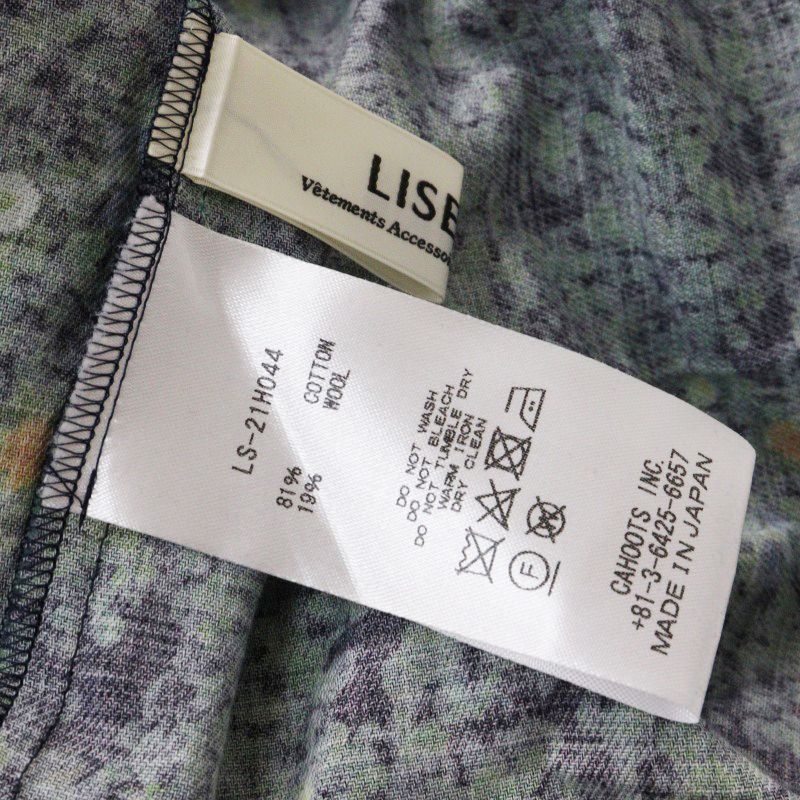 LISE
Vêtements Accesso
LS-21H044
81% COTTON
19% WOOL
DO NOT WASH
DO NOT BLEACH
DO NOT TUMBLE DRY
WARM IRON
DRY CLEAN
F
CAHOOTS INC.
+81-3-6425-6657
MADE IN JAPAN